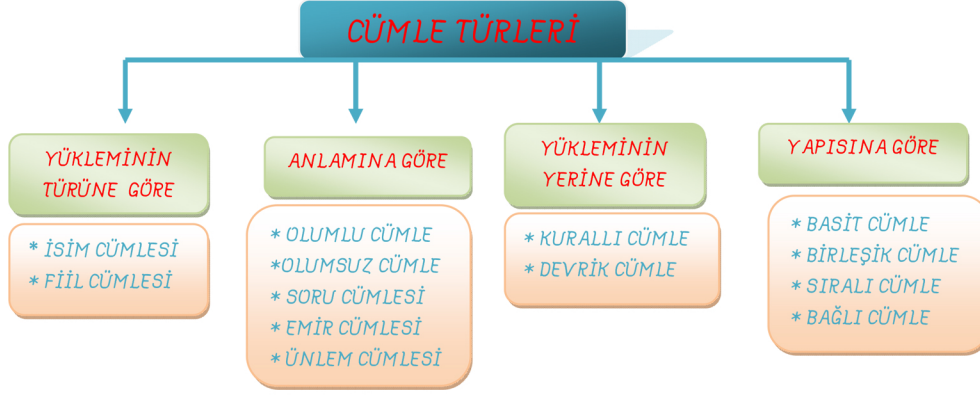 CÜMLE TÜRLERİ
YÜKLEMİNİN
TÜRÜNE GÖRE
* İSİM CÜMLESİ
* FİİL CÜMLESİ
ANLAMINA GÖRE
* OLUMLU CÜMLE
*OLUMSUZ CÜMLE
* SORU CÜMLESİ
* EMİR CÜMLESİ
* ÜNLEM CÜMLESİ
YÜKLEMİNİN
YERİNE GÖRE
* KURALLI CÜMLE
* DEVRİK CÜMLE
YAPISINA GÖRE
* BASİT CÜMLE
* BİRLEŞİK CÜMLE
* SIRALI CÜMLE
* BAĞLI CÜMLE